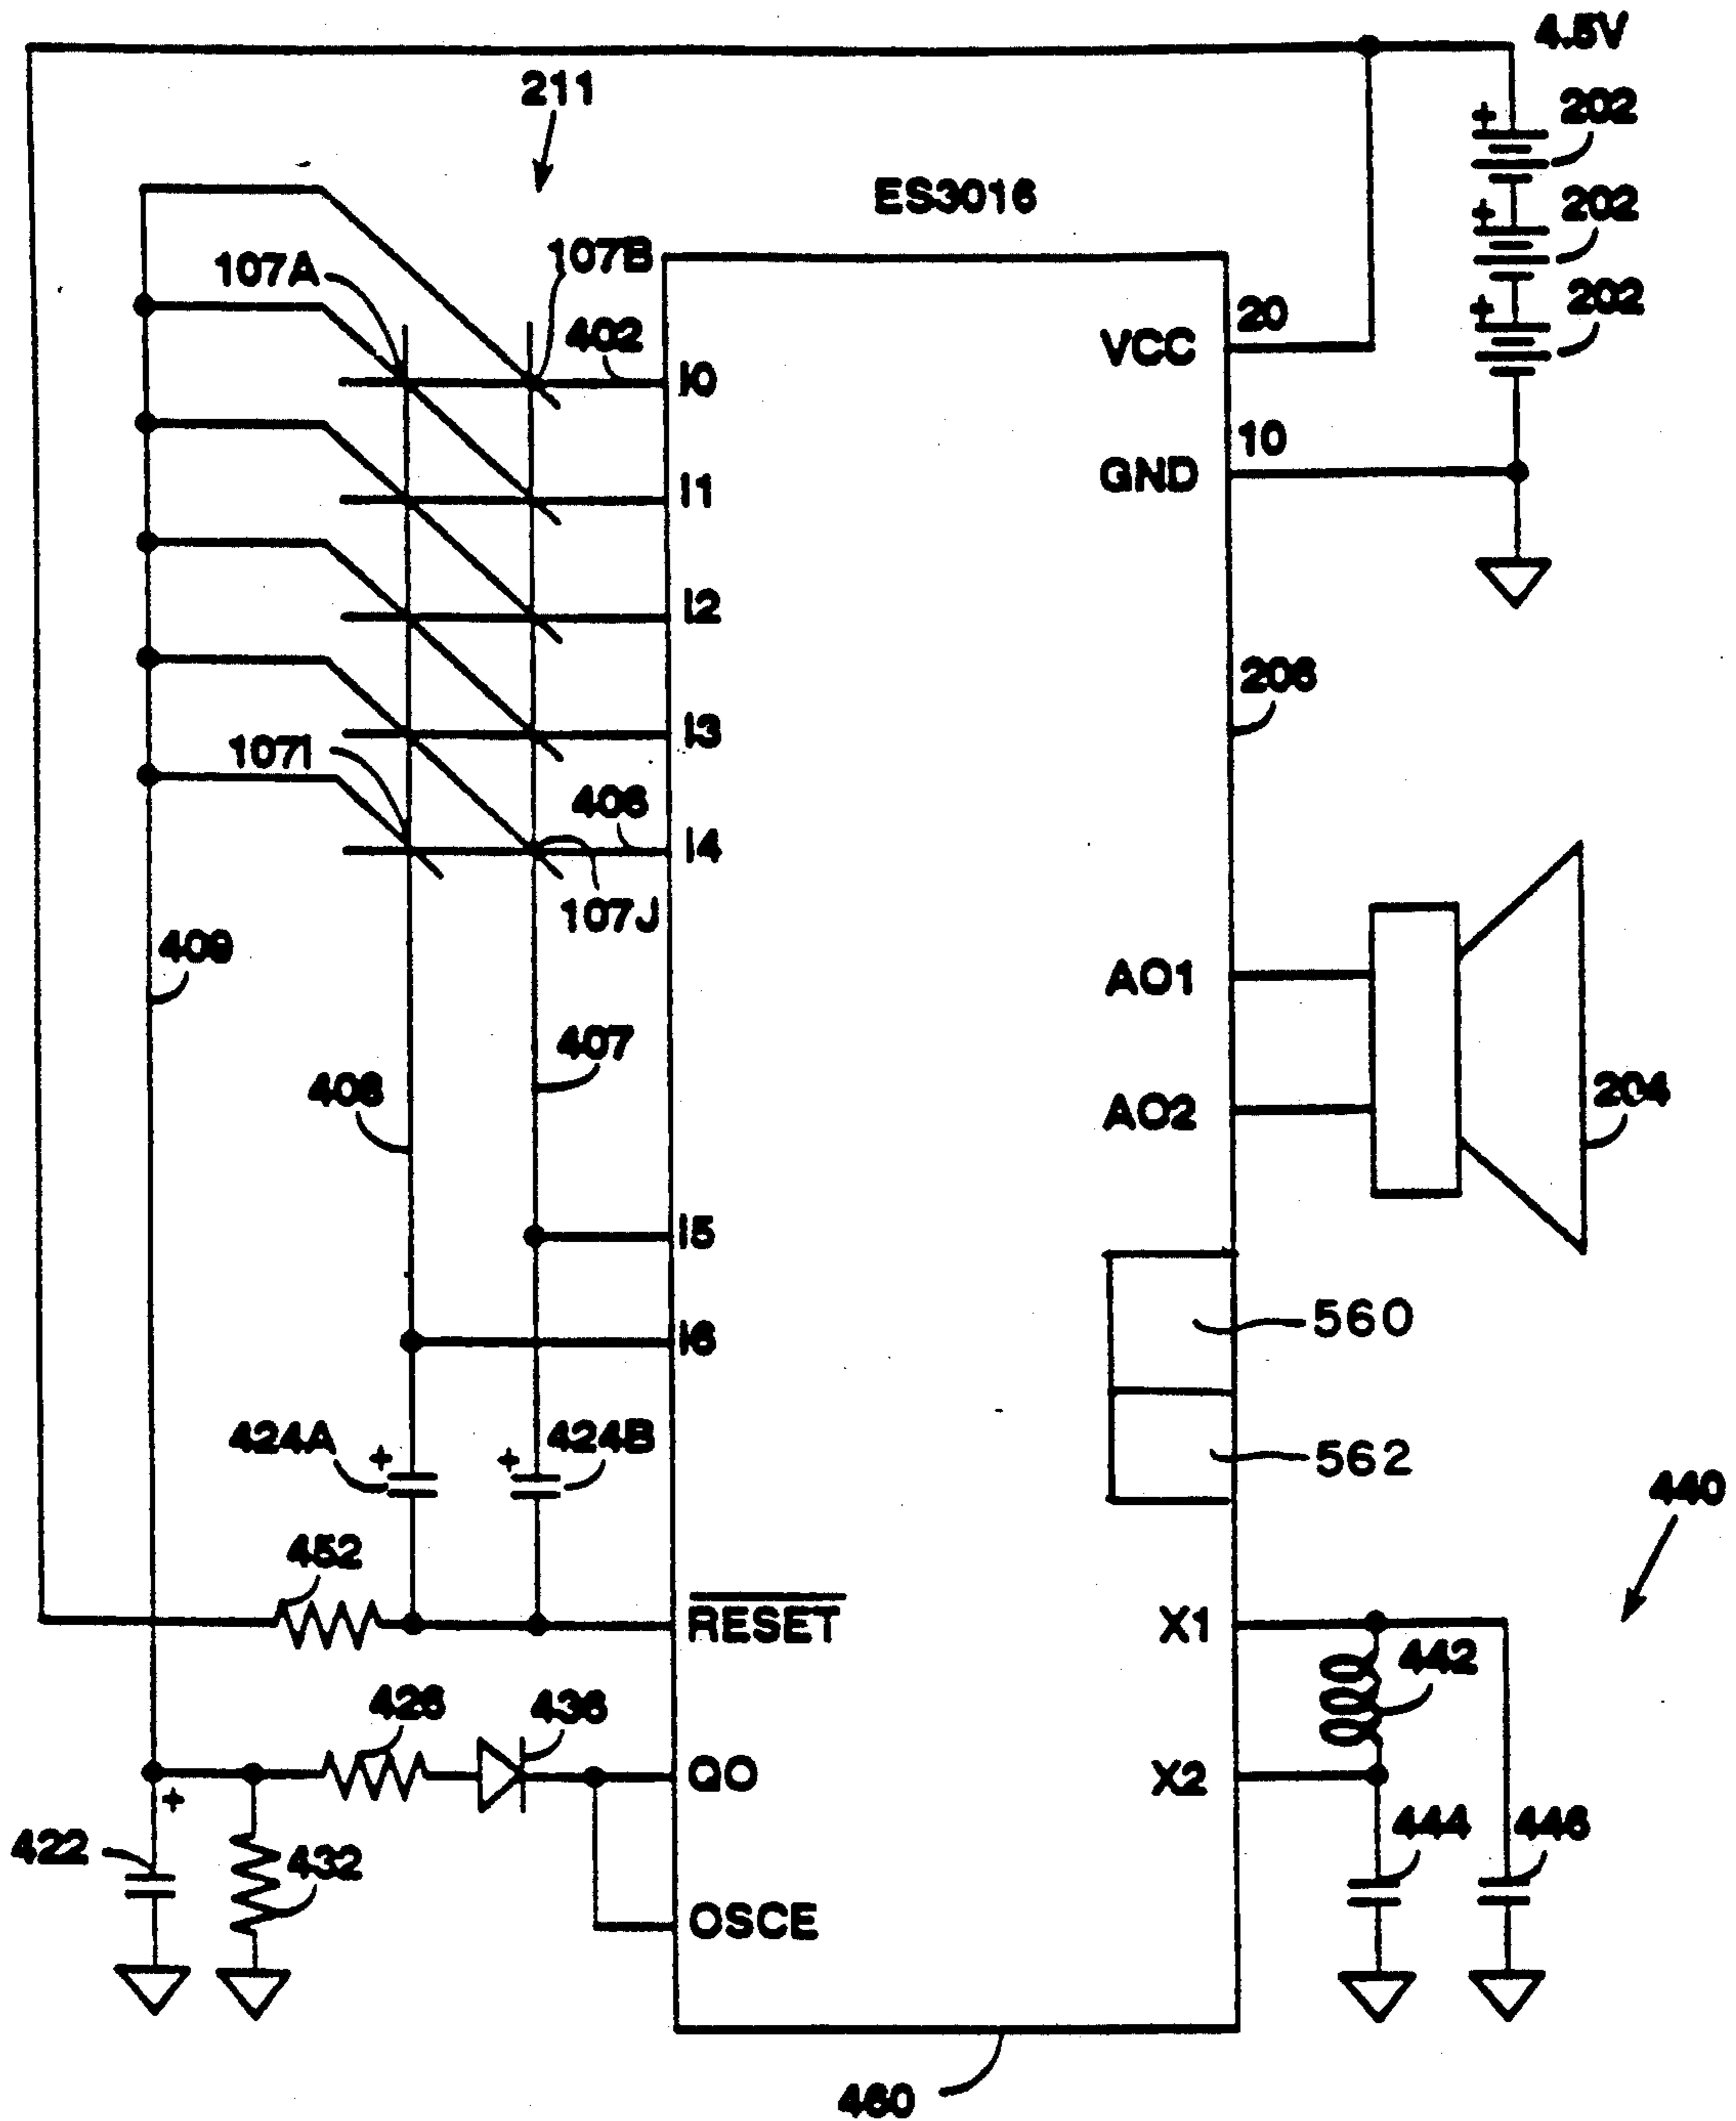 4.5V
211
+ 202
ES3016
+ 202
107A
107B
+ 202
402
20
I0
VCC
10
I1
GND
I2
206
I3
107I
406
I4
107J
409
AO1
407
408
AO2
204
I5
560
I6
424A
+
+
424B
562
440
452
RESET
X1
442
426
436
QO
X2
+
422
432
444
446
OSCE
460